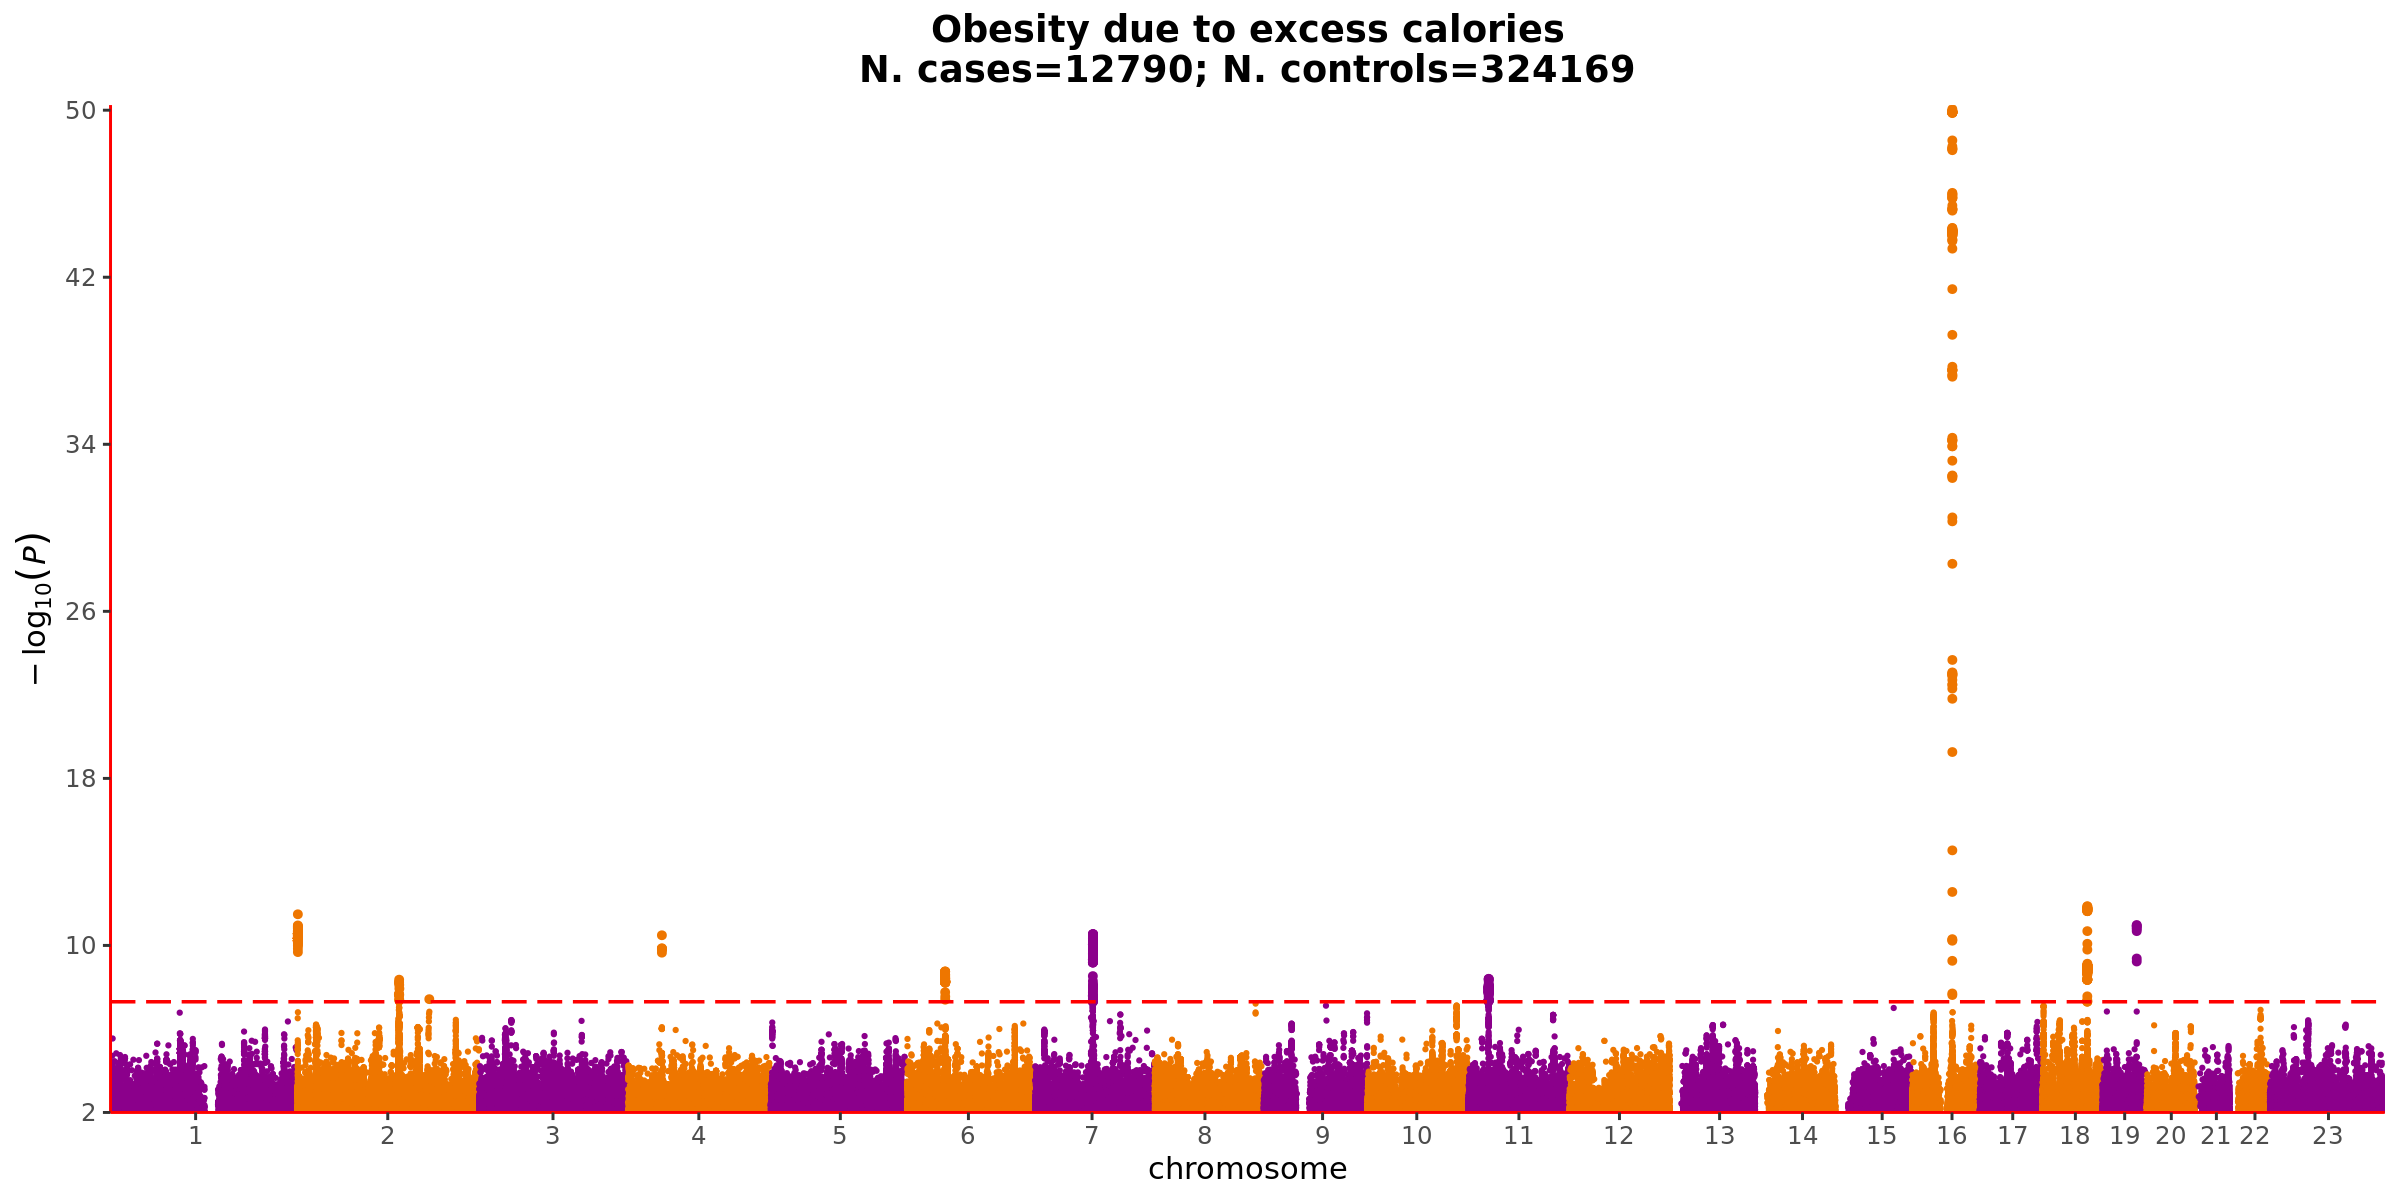 Obesity due to excess calories
N. cases=12790; N. controls=324169
50
42
34
26
18
10
2
−log10(P)
1 2 3 4 5 6 7 8 9 10 11 12 13 14 15 16 17 18 19 20 21 22 23
chromosome